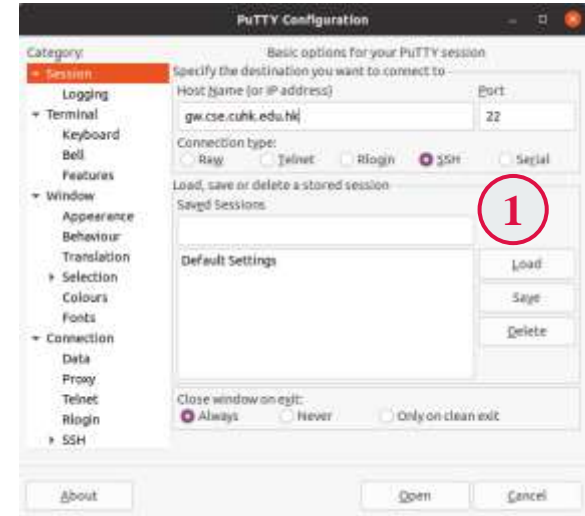 PuTTY Configuration
Category:
Basic options for your PuTTY session
Session
Logging
Terminal
Keyboard
Bell
Features
Window
Appearance
Behaviour
Translation
Selection
Colours
Fonts
Connection
Data
Proxy
Telnet
Rlogin
SSH
Specify the destination you want to connect to
Host Name (or IP address)
Port
gw.cse.cuhk.edu.hk
22
Connection type:
Raw Telnet Rlogin SSH Serial
Load, save or delete a stored session
Saved Sessions
1
Default Settings
Load
Save
Delete
Close window on exit:
Always Never Only on clean exit
About
Open
Cancel